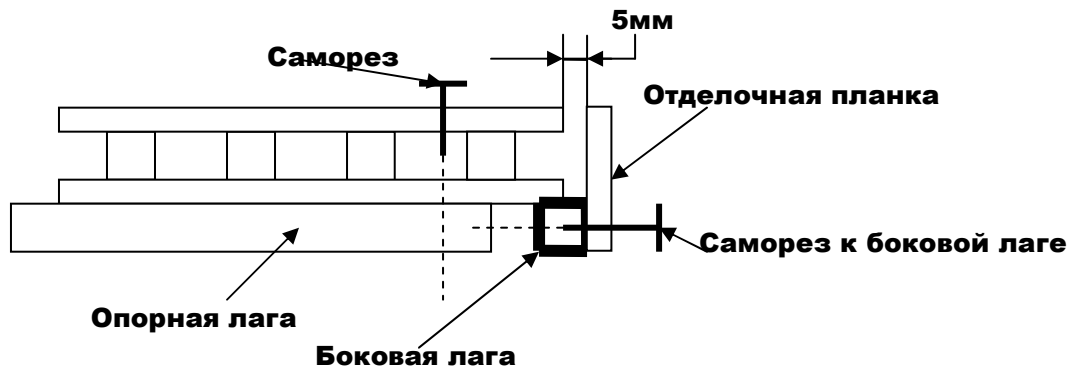 5мм
Саморез
Отделочная планка
Саморез к боковой лаге
Опорная лага
Боковая лага